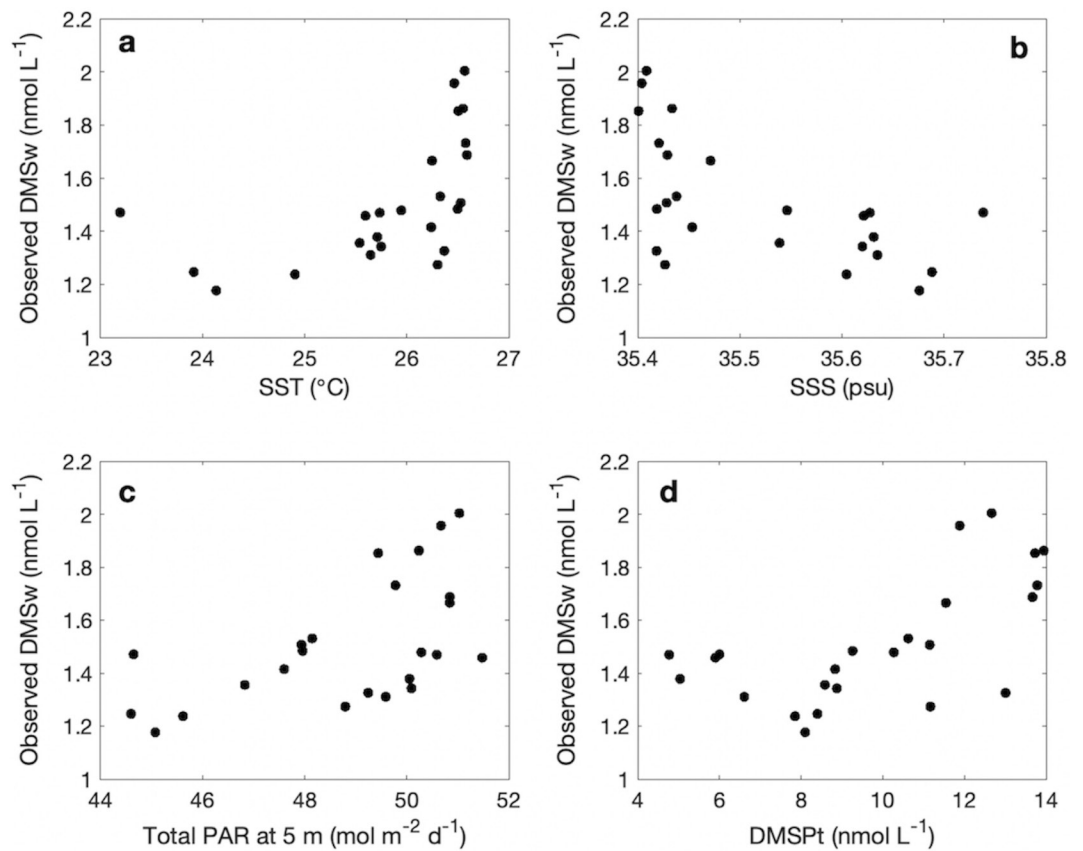 a
2.2
2
1.8
1.6
1.4
1.2
1
Observed DMSw (nmol L⁻¹)
23 24 25 26 27
SST (°C)
b
2.2
2
1.8
1.6
1.4
1.2
1
Observed DMSw (nmol L⁻¹)
35.4 35.5 35.6 35.7 35.8
SSS (psu)
c
2.2
2
1.8
1.6
1.4
1.2
1
Observed DMSw (nmol L⁻¹)
44 46 48 50 52
Total PAR at 5 m (mol m⁻² d⁻¹)
d
2.2
2
1.8
1.6
1.4
1.2
1
Observed DMSw (nmol L⁻¹)
4 6 8 10 12 14
DMSPt (nmol L⁻¹)